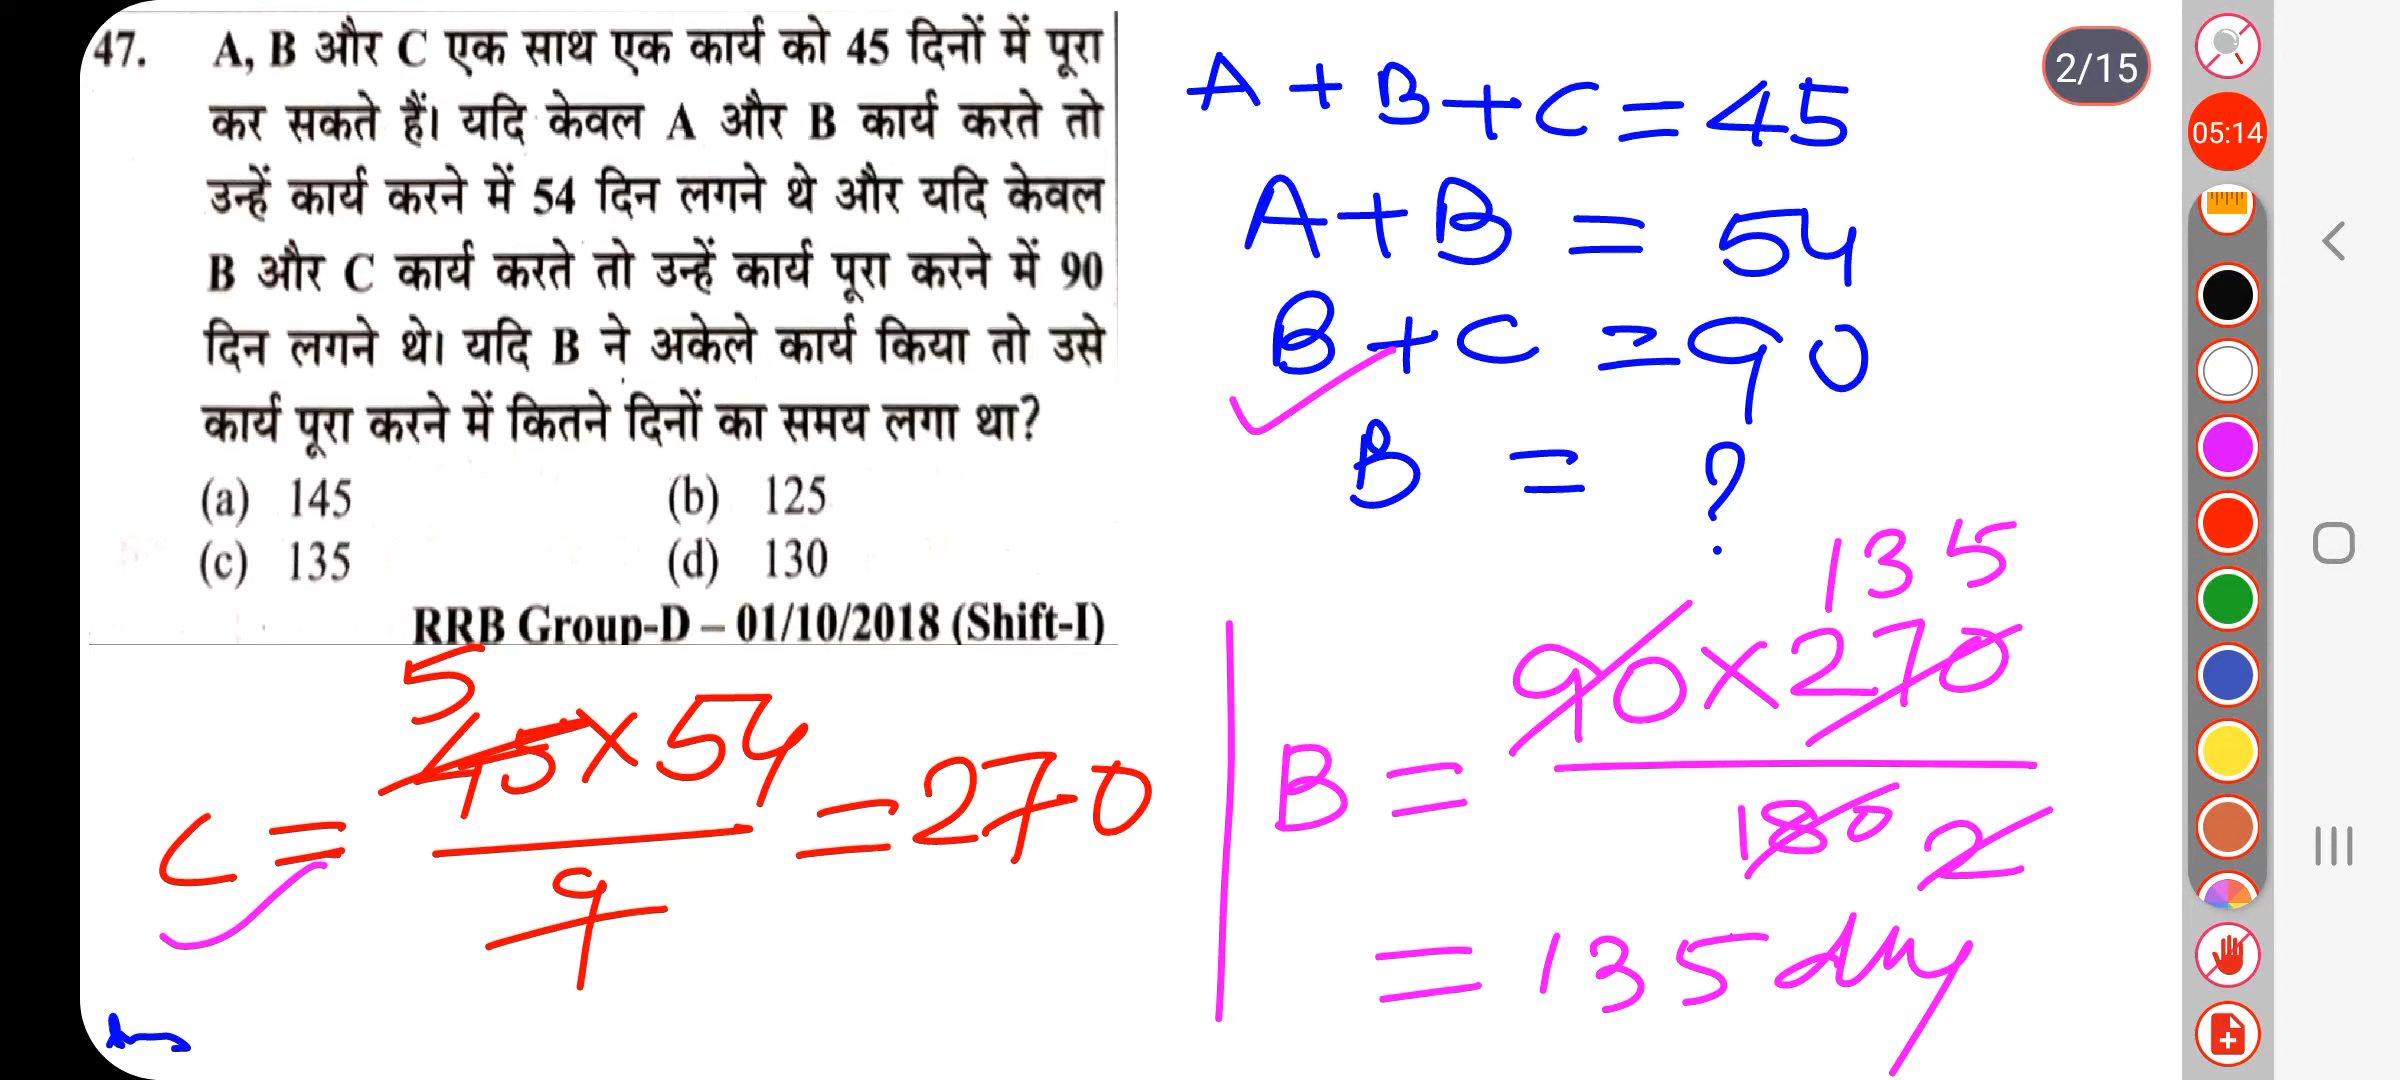 47. A, B और C एक साथ एक कार्य को 45 दिनों में पूरा
कर सकते हैं। यदि केवल A और B कार्य करते तो
उन्हें कार्य करने में 54 दिन लगने थे और यदि केवल
B और C कार्य करते तो उन्हें कार्य पूरा करने में 90
दिन लगने थे। यदि B ने अकेले कार्य किया तो उसे
कार्य पूरा करने में कितने दिनों का समय लगा था?
(a) 145 (b) 125
(c) 135 (d) 130
RRB Group-D – 01/10/2018 (Shift-I)
A + B + C = 45
A + B = 54
B + C = 90
B = ?
5
45 × 54
C = = 270
9
135
90 × 270
B =
180 2
= 135 day
2/15
05:14